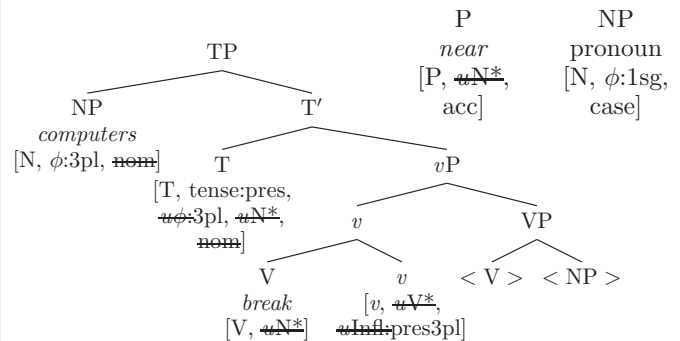 P NP
TP near pronoun
[P, uN*, [N, ϕ:1sg,
NP T′ acc] case]
computers
[N, ϕ:3pl, nom] T vP
[T, tense:pres,
uϕ:3pl, uN*, v VP
nom]
V v < V > < NP >
break [v, uV*,
[V, uN*] uInfl:pres3pl]